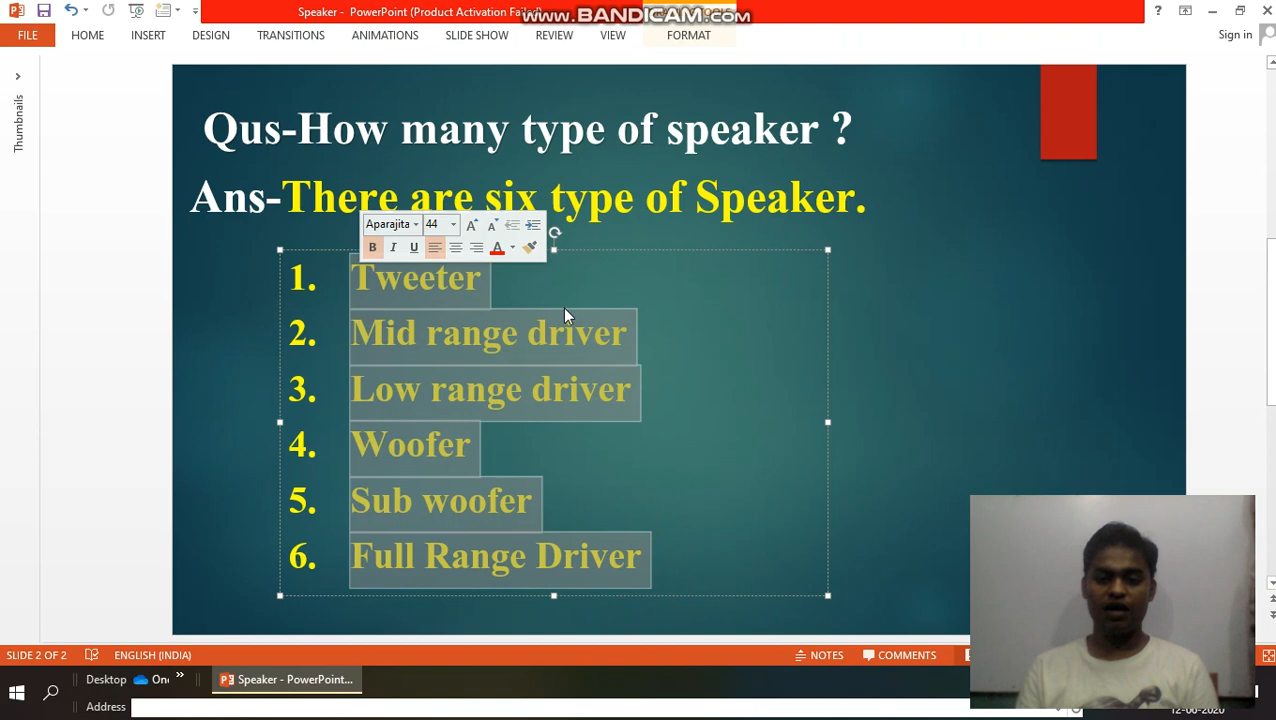 Speaker - PowerPoint (Product Activation Failed)
www.BANDICAM.com
Sign in
FILE HOME INSERT DESIGN TRANSITIONS ANIMATIONS SLIDE SHOW REVIEW VIEW FORMAT
Thumbnails
Qus-How many type of speaker ?
Ans-There are six type of Speaker.
Aparajita 44
B I U A
1. Tweeter
2. Mid range driver
3. Low range driver
4. Woofer
5. Sub woofer
6. Full Range Driver
SLIDE 2 OF 2 ENGLISH (INDIA) NOTES COMMENTS
Desktop One Speaker - PowerPoint...
Address